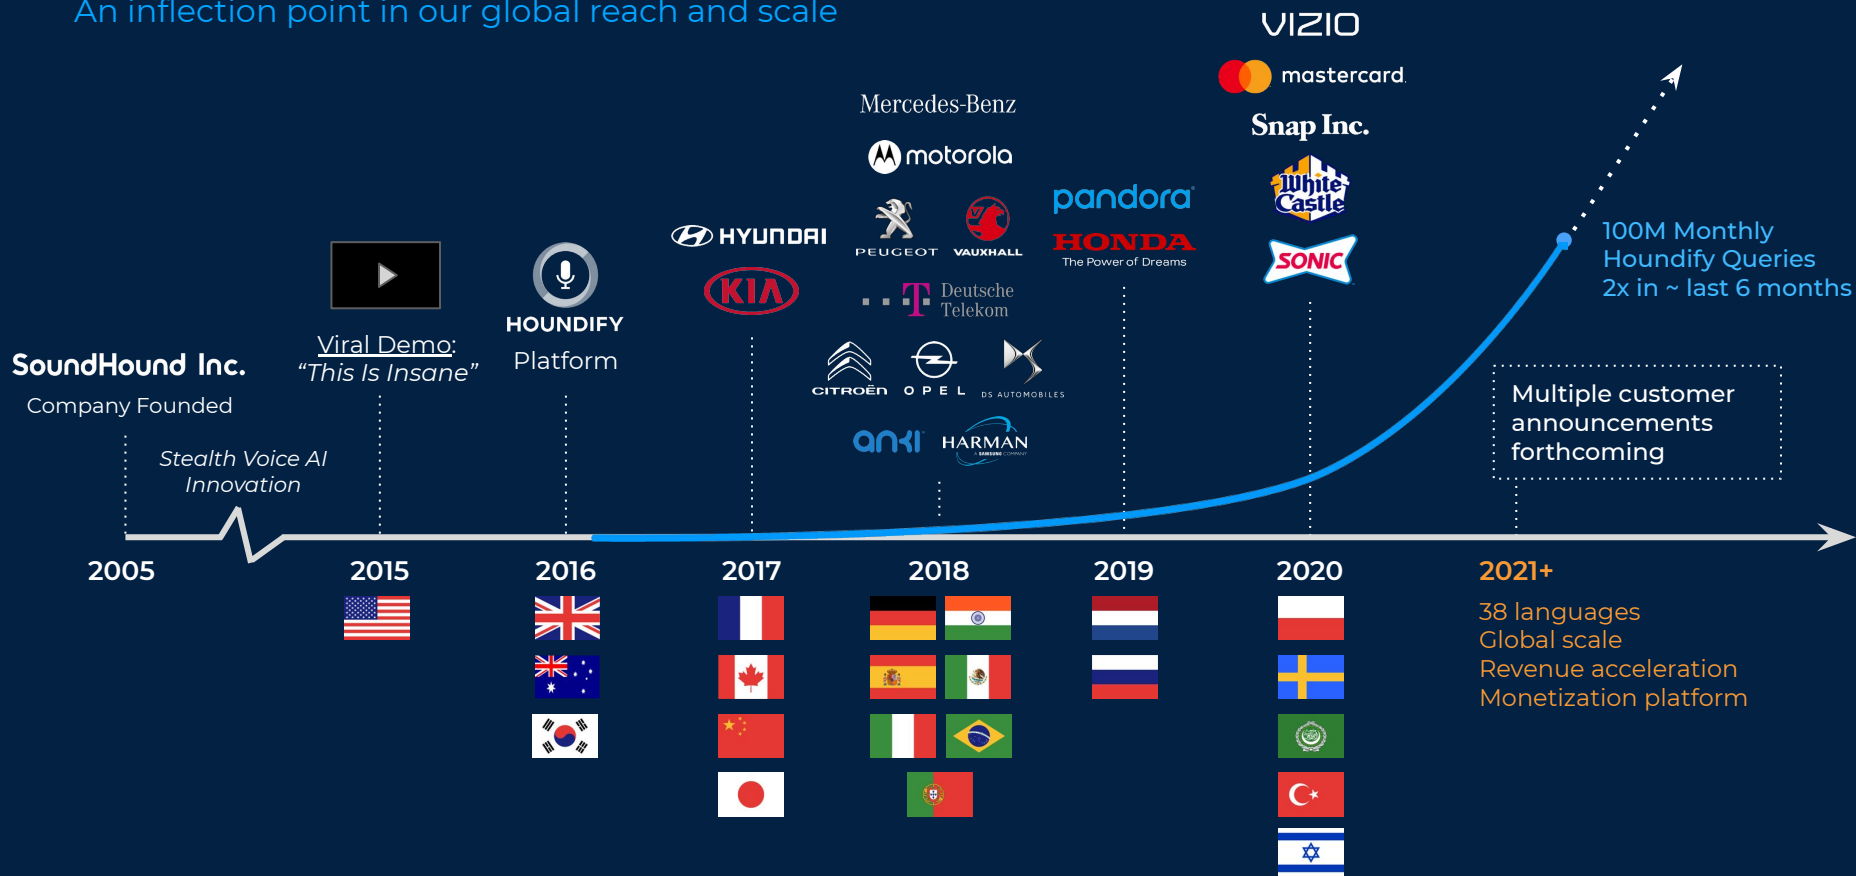 An inflection point in our global reach and scale
SoundHound Inc.
Company Founded
Stealth Voice AI
Innovation
Viral Demo:
“This Is Insane”
HOUNDIFY
Platform
HYUNDAI
KIA
Mercedes-Benz
motorola
PEUGEOT
VAUXHALL
T Deutsche
Telekom
CITROËN
OPEL
DS AUTOMOBILES
anki
HARMAN
A SAMSUNG COMPANY
pandora
HONDA
The Power of Dreams
VIZIO
mastercard.
Snap Inc.
White
Castle
SONIC
100M Monthly
Houndify Queries
2x in ~ last 6 months
Multiple customer
announcements
forthcoming
2005
2015
2016
2017
2018
2019
2020
2021+
38 languages
Global scale
Revenue acceleration
Monetization platform